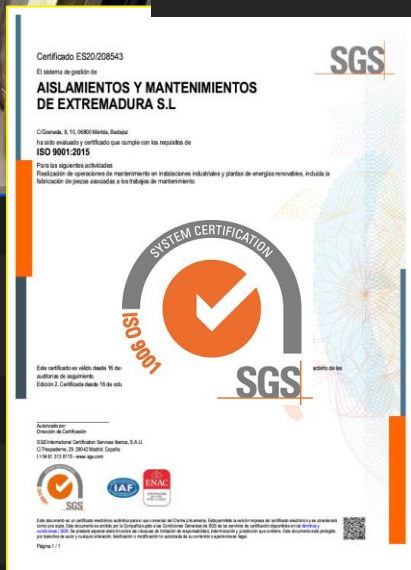 SGS
Certificado ES20/208543
El sistema de gestión de
AISLAMIENTOS Y MANTENIMIENTOS
DE EXTREMADURA S.L
C/Granada, 8, 10, 06800 Mérida, Badajoz
ha sido evaluado y certificado que cumple con los requisitos de
ISO 9001:2015
Para las siguientes actividades
Realización de operaciones de mantenimiento en instalaciones industriales y plantas de energías renovables, incluida la
fabricación de piezas asociadas a los trabajos de mantenimiento.
SYSTEM CERTIFICATION
ISO 9001
SGS
Este certificado es válido desde 16 de
auditorías de seguimiento.
Edición 2. Certificada desde 16 de
Autorizado por
Dirección de Certificación
SGS International Certification Services Iberica, S.A.U.
C/Trespaderne, 29. 28042 Madrid. España
t +34 91 313 8115 - www.sgs.com
SGS
IAF
ENAC
Página 1 / 1